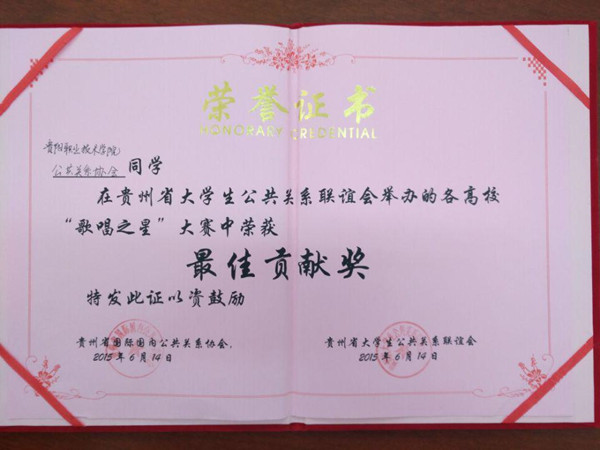 荣誉证书
HONORARY CREDENTIAL
贵阳职业技术学院
公共关系协会 同学
在贵州省大学生公共关系联谊会举办的各高校
“歌唱之星”大赛中荣获
最佳贡献奖
特发此证以资鼓励
贵州省国际国内公共关系协会. 贵州省大学生公共关系联谊会
2015年6月14日 2015年6月14日